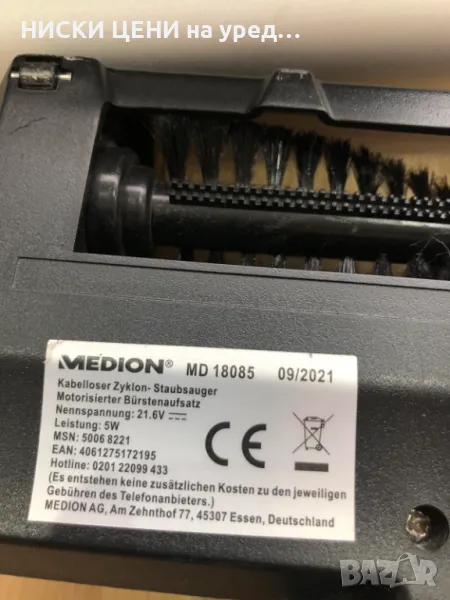 НИСКИ ЦЕНИ на уред...
MEDION® MD 18085 09/2021
Kabelloser Zyklon- Staubsauger
Motorisierter Bürstenaufsatz
Nennspannung: 21.6V
Leistung: 5W
MSN: 5006 8221
EAN: 4061275172195
Hotline: 0201 22099 433
(Es entstehen keine zusätzlichen Kosten zu den jeweiligen
Gebühren des Telefonanbieters.)
MEDION AG, Am Zehnthof 77, 45307 Essen, Deutschland
CE
BAZAR